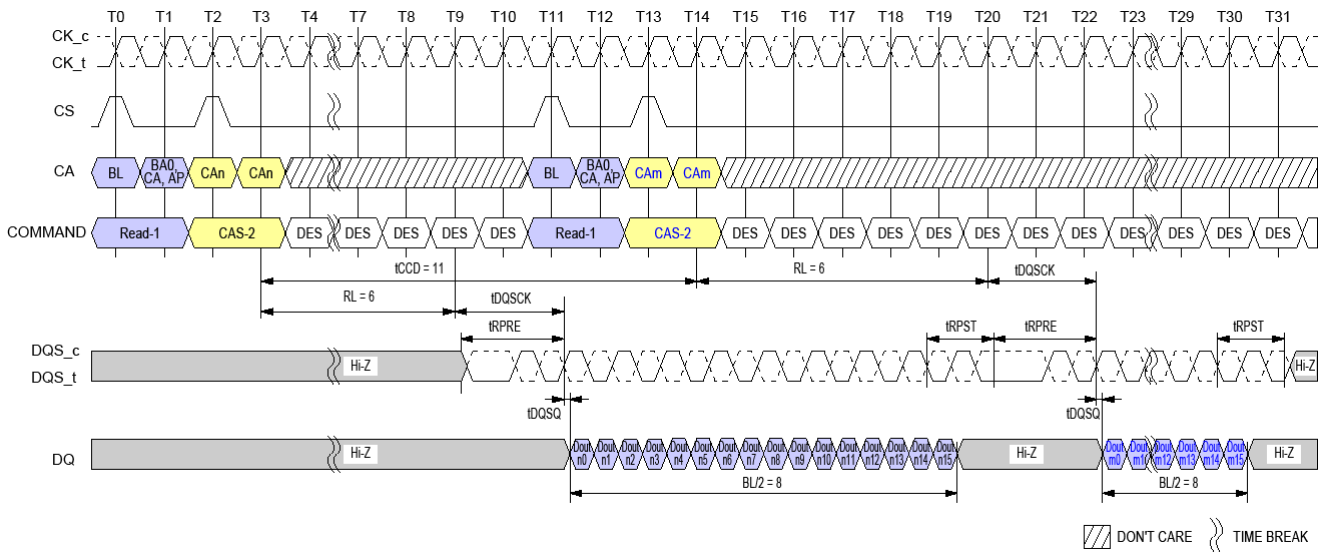 T0 T1 T2 T3 T4 T7 T8 T9 T10 T11 T12 T13 T14 T15 T16 T17 T18 T19 T20 T21 T22 T23 T29 T30 T31
CK_c
CK_t
CS
CA BL BA0, CA, AP CAn CAn BL BA0, CA, AP CAm CAm
COMMAND Read-1 CAS-2 DES DES DES DES DES Read-1 CAS-2 DES DES DES DES DES DES DES DES DES DES DES DES
tCCD = 11 RL = 6 tDQSCK
RL = 6 tDQSCK
tRPRE tRPST tRPRE tRPST
DQS_c
DQS_t
Hi-Z Hi-Z
tDQSQ tDQSQ
DQ Hi-Z Dout n0 Dout n1 Dout n2 Dout n3 Dout n4 Dout n5 Dout n6 Dout n7 Dout n8 Dout n9 Dout n10 Dout n11 Dout n12 Dout n13 Dout n14 Dout n15 Hi-Z Dout m0 Dout m1 Dout m12 Dout m13 Dout m14 Dout m15 Hi-Z
BL/2 = 8 BL/2 = 8
DON'T CARE TIME BREAK